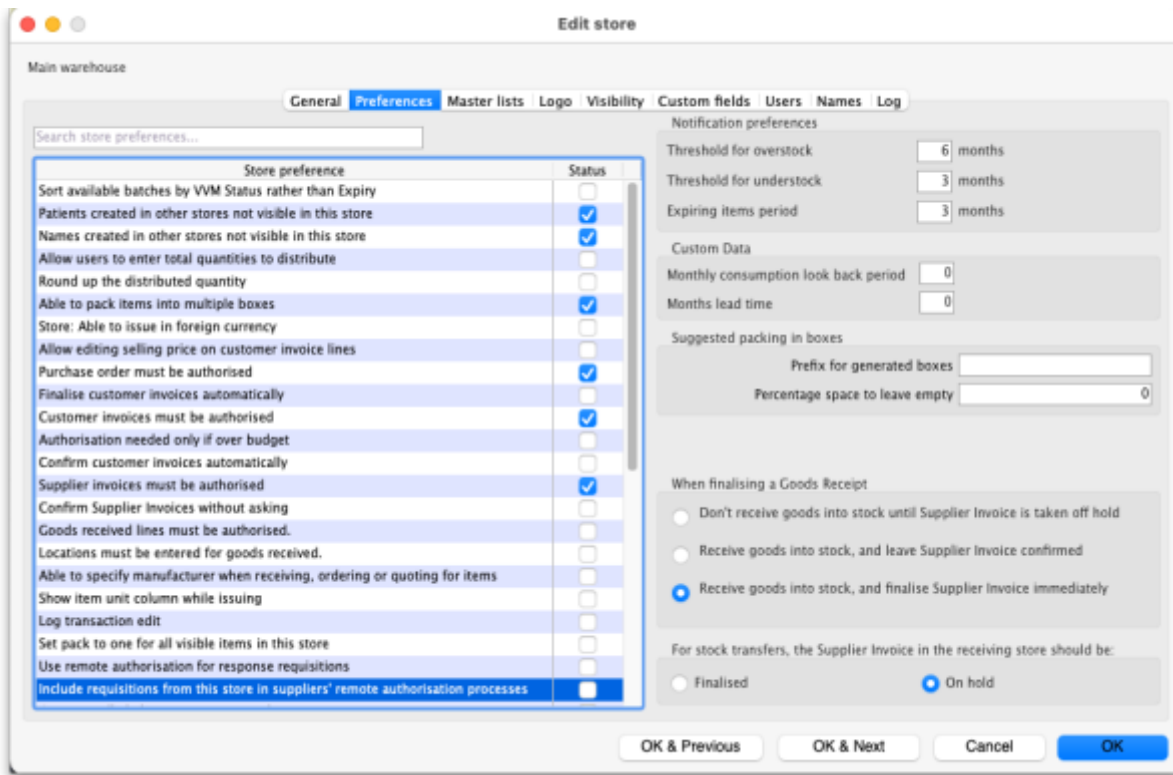 Edit store
Main warehouse
General Preferences Master lists Logo Visibility Custom fields Users Names Log
Search store preferences...
Store preference Status
Sort available batches by VVM Status rather than Expiry
Patients created in other stores not visible in this store
Names created in other stores not visible in this store
Allow users to enter total quantities to distribute
Round up the distributed quantity
Able to pack items into multiple boxes
Store: Able to issue in foreign currency
Allow editing selling price on customer invoice lines
Purchase order must be authorised
Finalise customer invoices automatically
Customer invoices must be authorised
Authorisation needed only if over budget
Confirm customer invoices automatically
Supplier invoices must be authorised
Confirm Supplier Invoices without asking
Goods received lines must be authorised.
Locations must be entered for goods received.
Able to specify manufacturer when receiving, ordering or quoting for items
Show item unit column while issuing
Log transaction edit
Set pack to one for all visible items in this store
Use remote authorisation for response requisitions
Include requisitions from this store in suppliers' remote authorisation processes
Notification preferences
Threshold for overstock 6 months
Threshold for understock 3 months
Expiring items period 3 months
Custom Data
Monthly consumption look back period 0
Months lead time 0
Suggested packing in boxes
Prefix for generated boxes
Percentage space to leave empty 0
When finalising a Goods Receipt
Don't receive goods into stock until Supplier Invoice is taken off hold
Receive goods into stock, and leave Supplier Invoice confirmed
Receive goods into stock, and finalise Supplier Invoice immediately
For stock transfers, the Supplier Invoice in the receiving store should be:
Finalised On hold
OK & Previous OK & Next Cancel OK